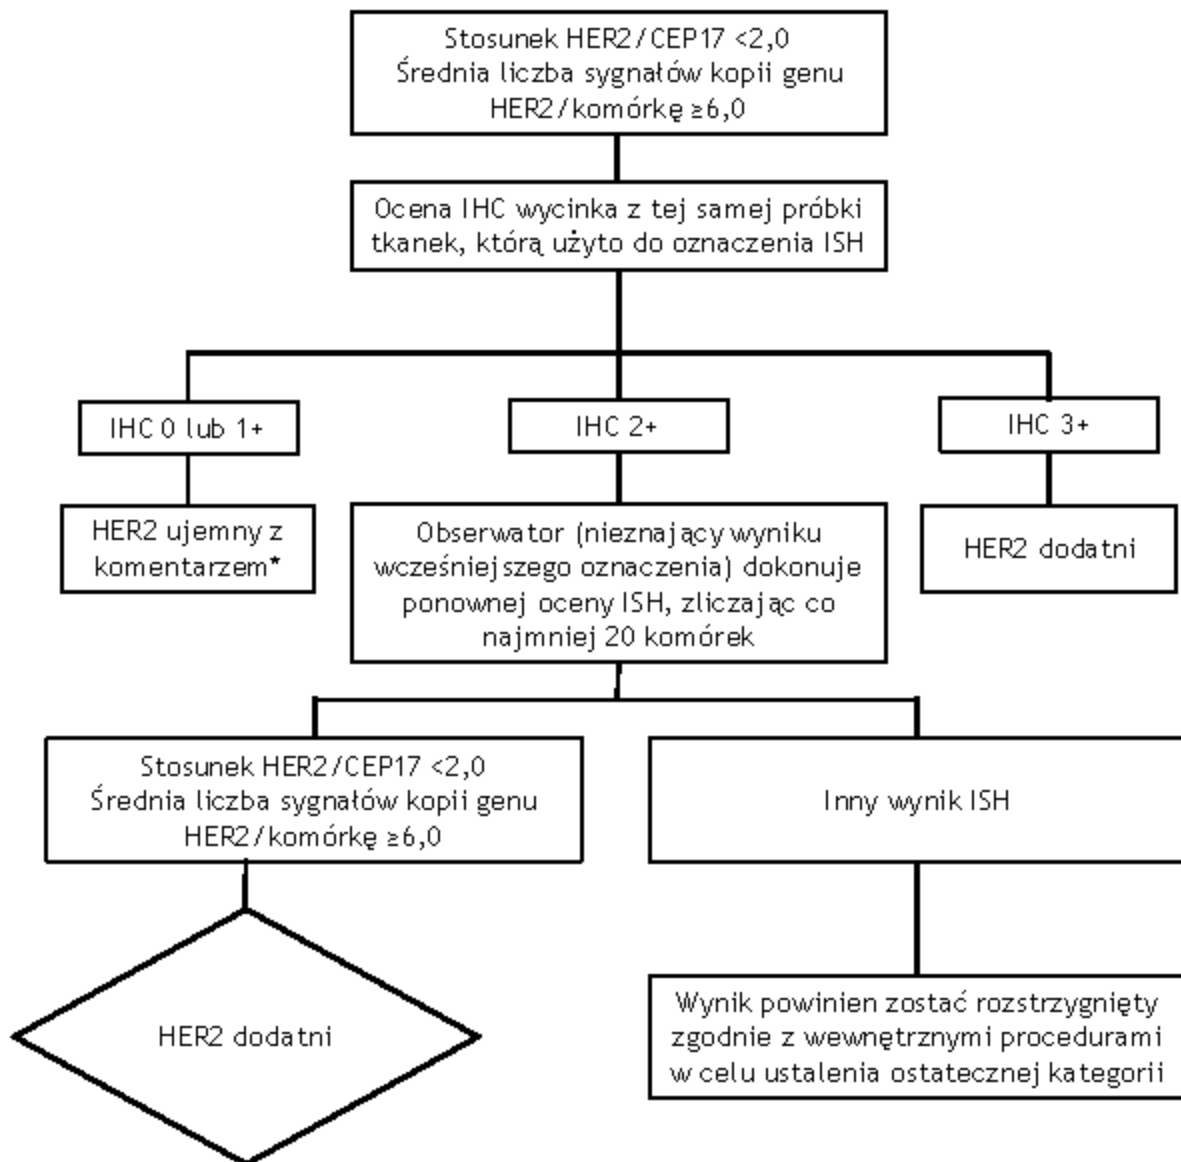 Stosunek HER2/CEP17 <2,0
Średnia liczba sygnałów kopii genu
HER2/komórkę ≥6,0
Ocena IHC wycinka z tej samej próbki
tkanek, którą użyto do oznaczenia ISH
IHC 0 lub 1+
IHC 2+
IHC 3+
HER2 ujemny z
komentarzem*
Obserwator (nieznający wyniku
wcześniejszego oznaczenia) dokonuje
ponownej oceny ISH, zliczając co
najmniej 20 komórek
HER2 dodatni
Stosunek HER2/CEP17 <2,0
Średnia liczba sygnałów kopii genu
HER2/komórkę ≥6,0
Inny wynik ISH
HER2 dodatni
Wynik powinien zostać rozstrzygnięty
zgodnie z wewnętrznymi procedurami
w celu ustalenia ostatecznej kategorii